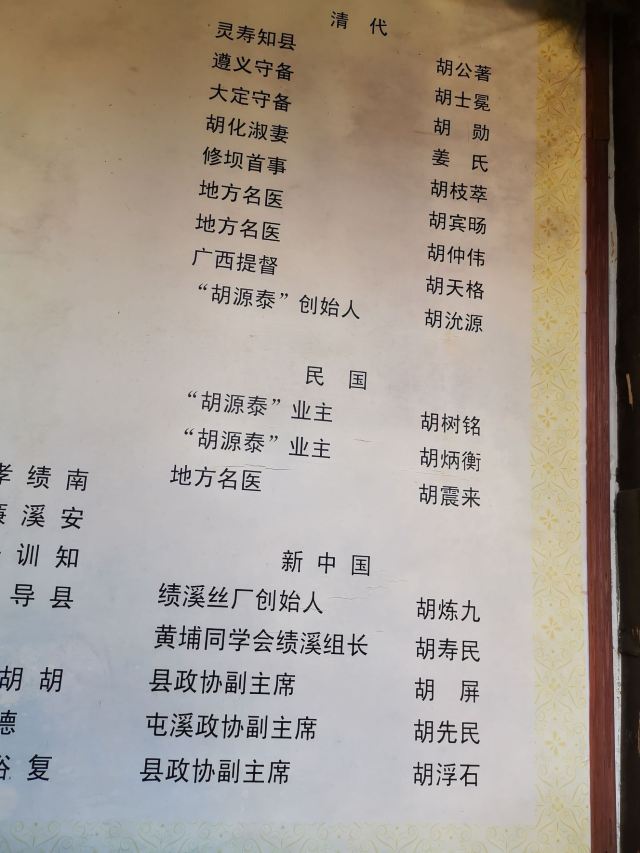 清 代
灵寿知县 胡公著
遵义守备 胡士冕
大定守备 胡 勋
胡化淑妻 姜 氏
修坝首事 胡枝萃
地方名医 胡宾旸
地方名医 胡仲伟
广西提督 胡天格
“胡源泰”创始人 胡沇源
民 国
“胡源泰”业主 胡树铭
“胡源泰”业主 胡炳衡
地方名医 胡震来
新 中 国
绩溪丝厂创始人 胡炼九
黄埔同学会绩溪组长 胡寿民
县政协副主席 胡 屏
屯溪政协副主席 胡先民
县政协副主席 胡浮石
绩 南
溪 安
训 知
导 县
胡 胡
德
复